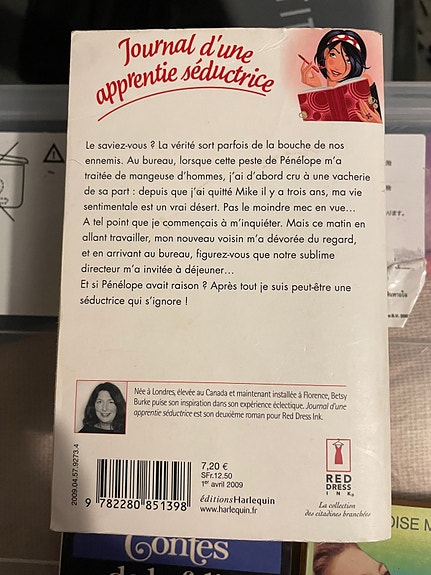 Journal d'une
apprentie séductrice
Le saviez-vous ? La vérité sort parfois de la bouche de nos
ennemis. Au bureau, lorsque cette peste de Pénélope m'a
traitée de mangeuse d'hommes, j'ai d'abord cru à une vacherie
de sa part : depuis que j'ai quitté Mike il y a trois ans, ma vie
sentimentale est un vrai désert. Pas le moindre mec en vue...
A tel point que je commençais à m'inquiéter. Mais ce matin en
allant travailler, mon nouveau voisin m'a dévorée du regard,
et en arrivant au bureau, figurez-vous que notre sublime
directeur m'a invitée à déjeuner...
Et si Pénélope avait raison ? Après tout je suis peut-être une
séductrice qui s'ignore !
Née à Londres, élevée au Canada et maintenant installée à Florence, Betsy
Burke puise son inspiration dans son expérience éclectique. Journal d'une
apprentie séductrice est son deuxième roman pour Red Dress Ink.
2009.04.57.9273.4
9 782280 851398
7,20 €
SFr.12.50
1er avril 2009
éditionsHarlequin
www.harlequin.fr
RED
DRESS
INK
La collection
des citadines branchées
Contes
OISE M